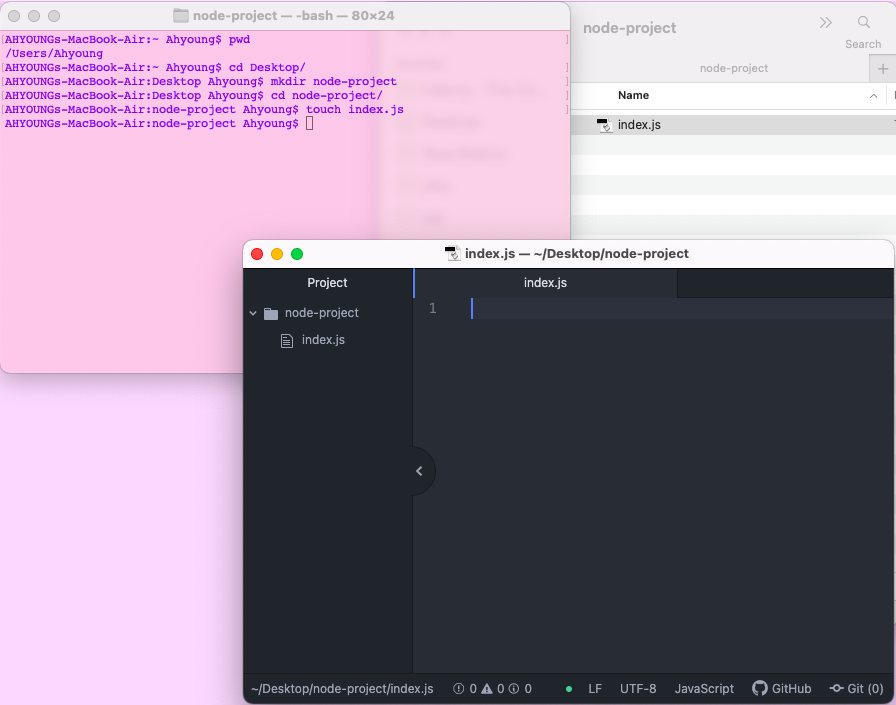 node-project — -bash — 80×24
AHYOUNGs-MacBook-Air:~ Ahyoung$ pwd
/Users/Ahyoung
AHYOUNGs-MacBook-Air:~ Ahyoung$ cd Desktop/
AHYOUNGs-MacBook-Air:Desktop Ahyoung$ mkdir node-project
AHYOUNGs-MacBook-Air:Desktop Ahyoung$ cd node-project/
AHYOUNGs-MacBook-Air:node-project Ahyoung$ touch index.js
AHYOUNGs-MacBook-Air:node-project Ahyoung$
node-project
Search
node-project
Name
index.js
index.js — ~/Desktop/node-project
Project
index.js
node-project
1
index.js
~/Desktop/node-project/index.js 0 0 0 LF UTF-8 JavaScript GitHub Git (0)